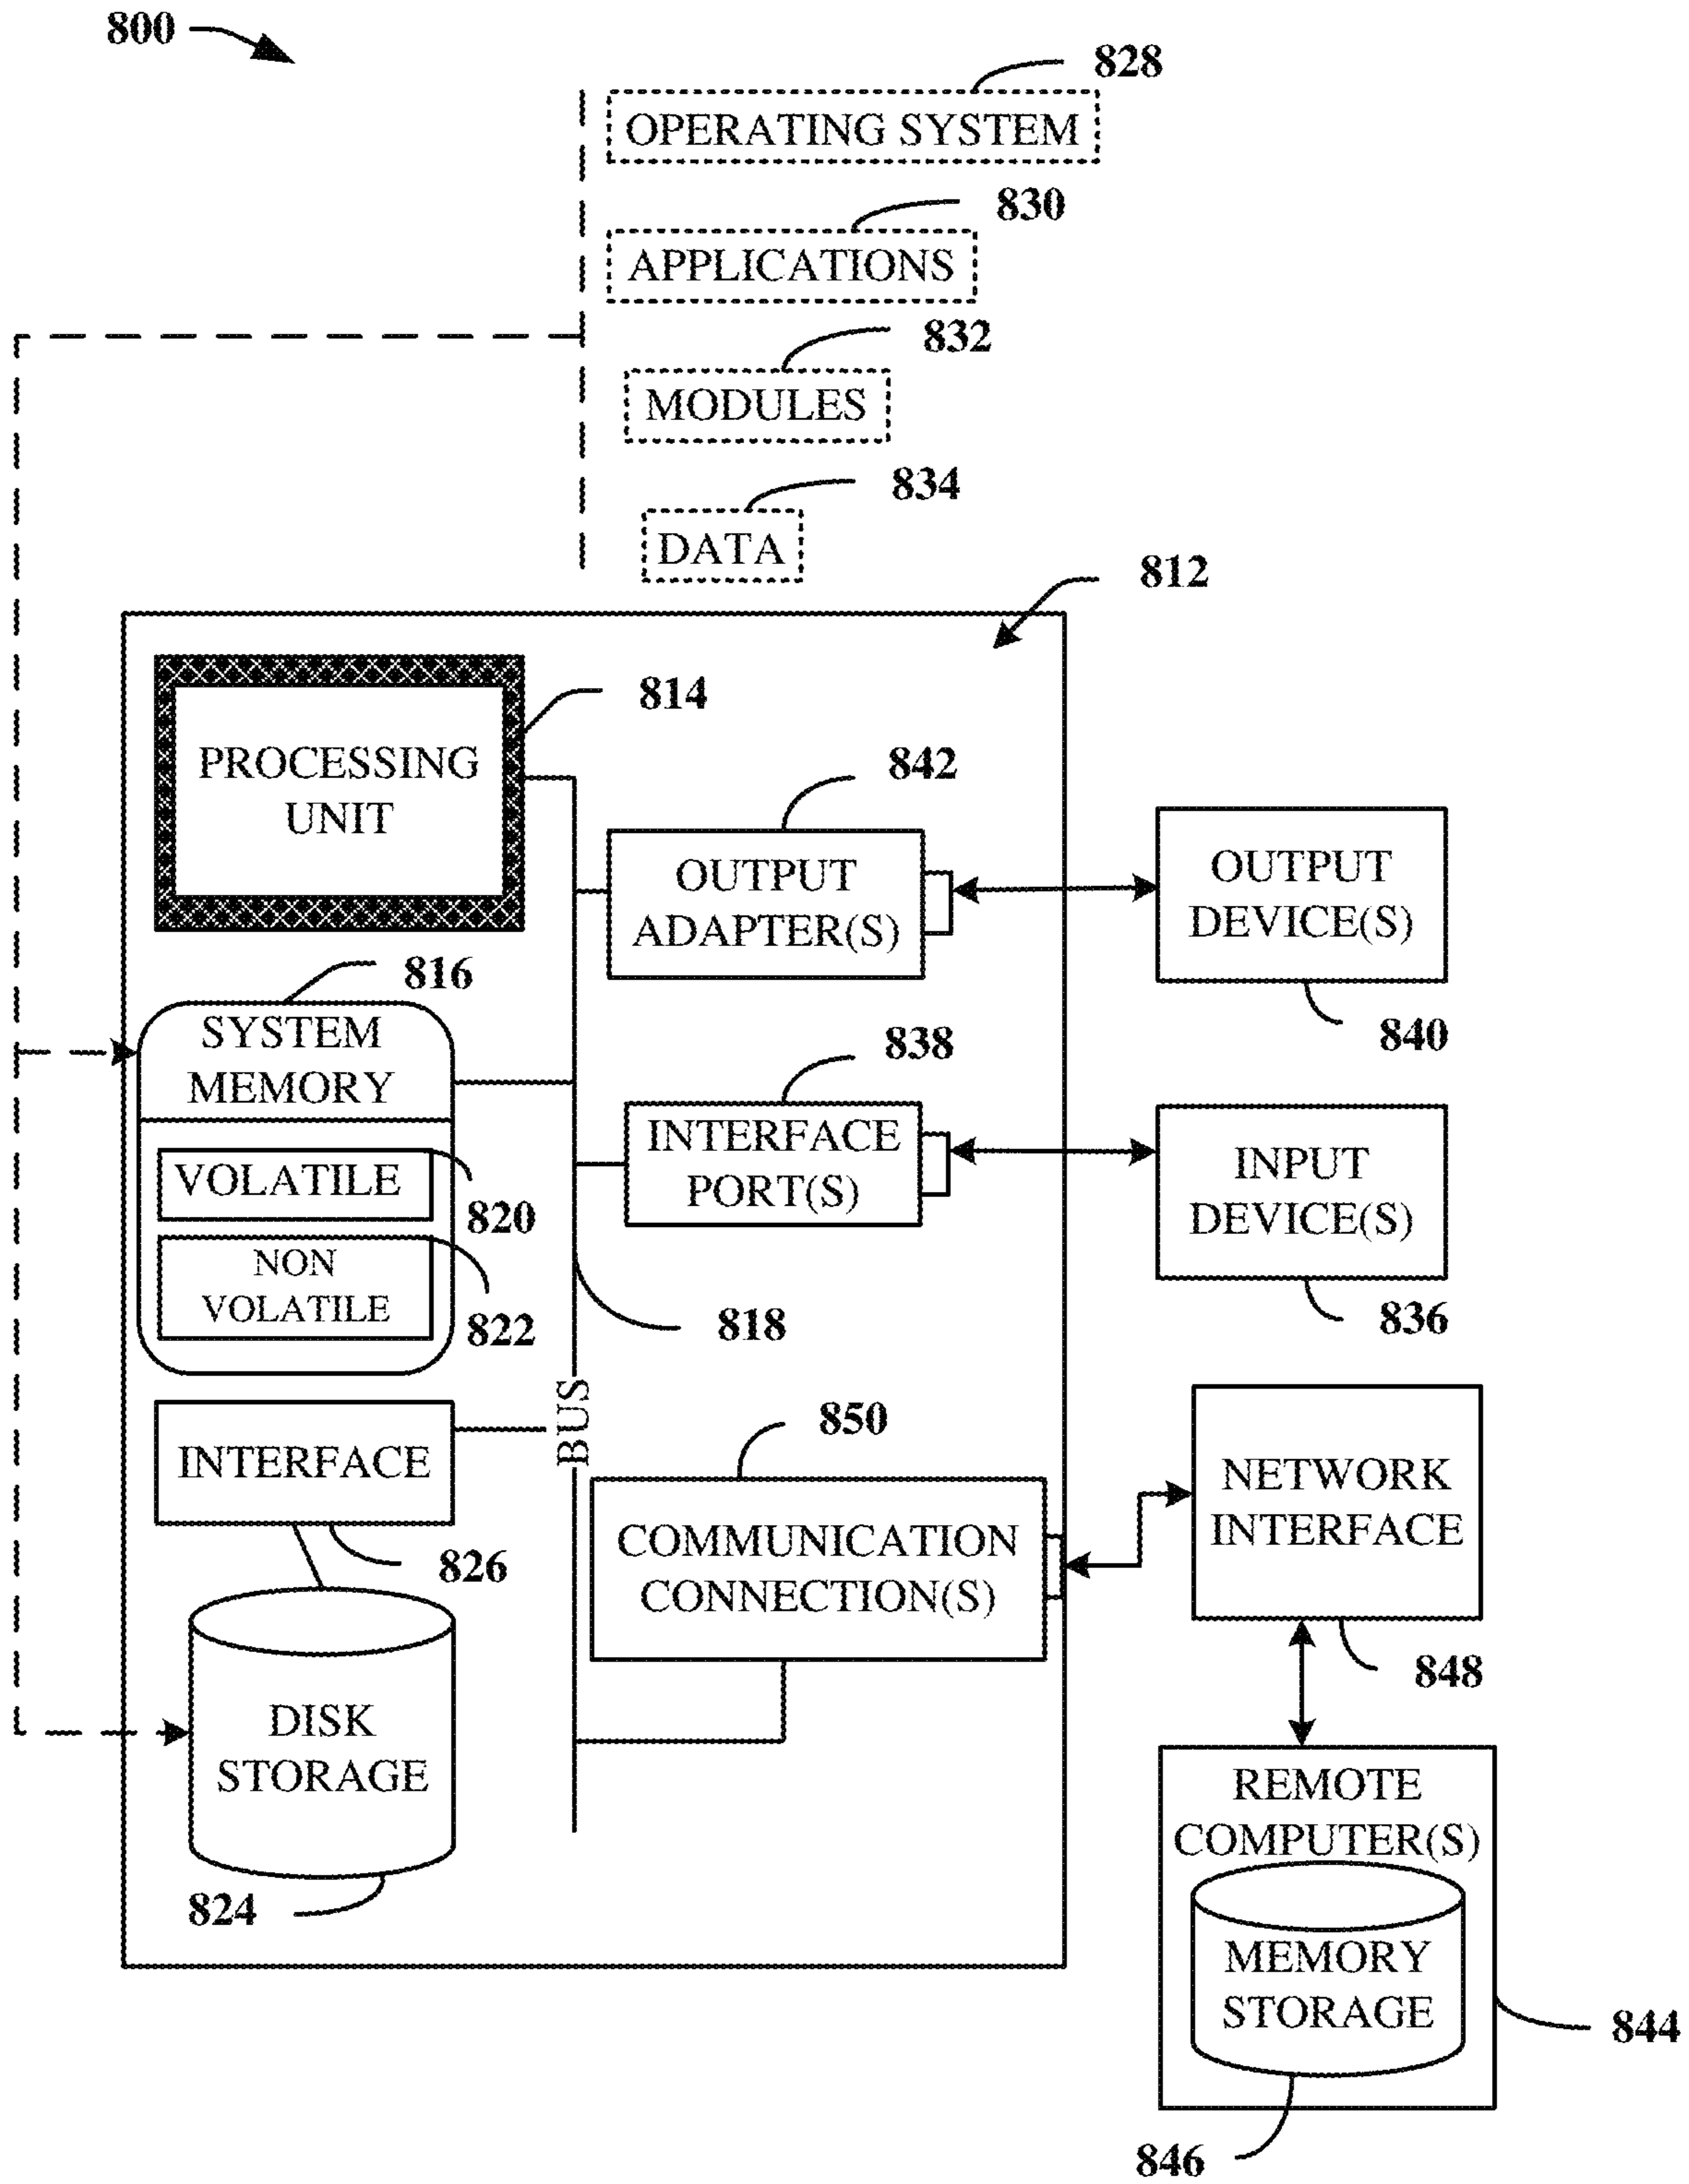 800
828
OPERATING SYSTEM
830
APPLICATIONS
832
MODULES
834
DATA
812
814
PROCESSING
UNIT
842
OUTPUT
ADAPTER(S)
OUTPUT
DEVICE(S)
840
816
SYSTEM
MEMORY
VOLATILE
820
NON
VOLATILE
822
838
INTERFACE
PORT(S)
INPUT
DEVICE(S)
836
818
BUS
INTERFACE
826
850
COMMUNICATION
CONNECTION(S)
NETWORK
INTERFACE
848
DISK
STORAGE
824
REMOTE
COMPUTER(S)
MEMORY
STORAGE
844
846